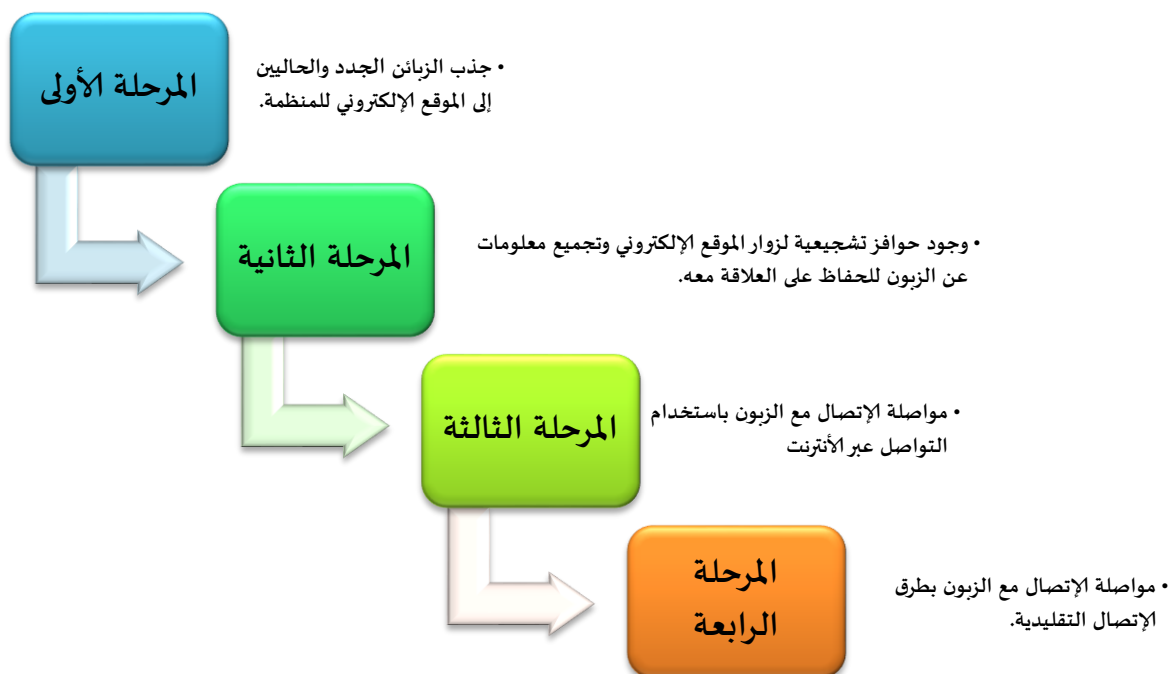 المرحلة الأولى
• جذب الزبائن الجدد والحاليين
إلى الموقع الإلكتروني للمنظمة.
المرحلة الثانية
• وجود حوافز تشجيعية لزوار الموقع الإلكتروني وتجميع معلومات
عن الزبون للحفاظ على العلاقة معه.
المرحلة الثالثة
• مواصلة الإتصال مع الزبون باستخدام
التواصل عبر الأنترنت
المرحلة
الرابعة
• مواصلة الإتصال مع الزبون بطرق
الإتصال التقليدية.